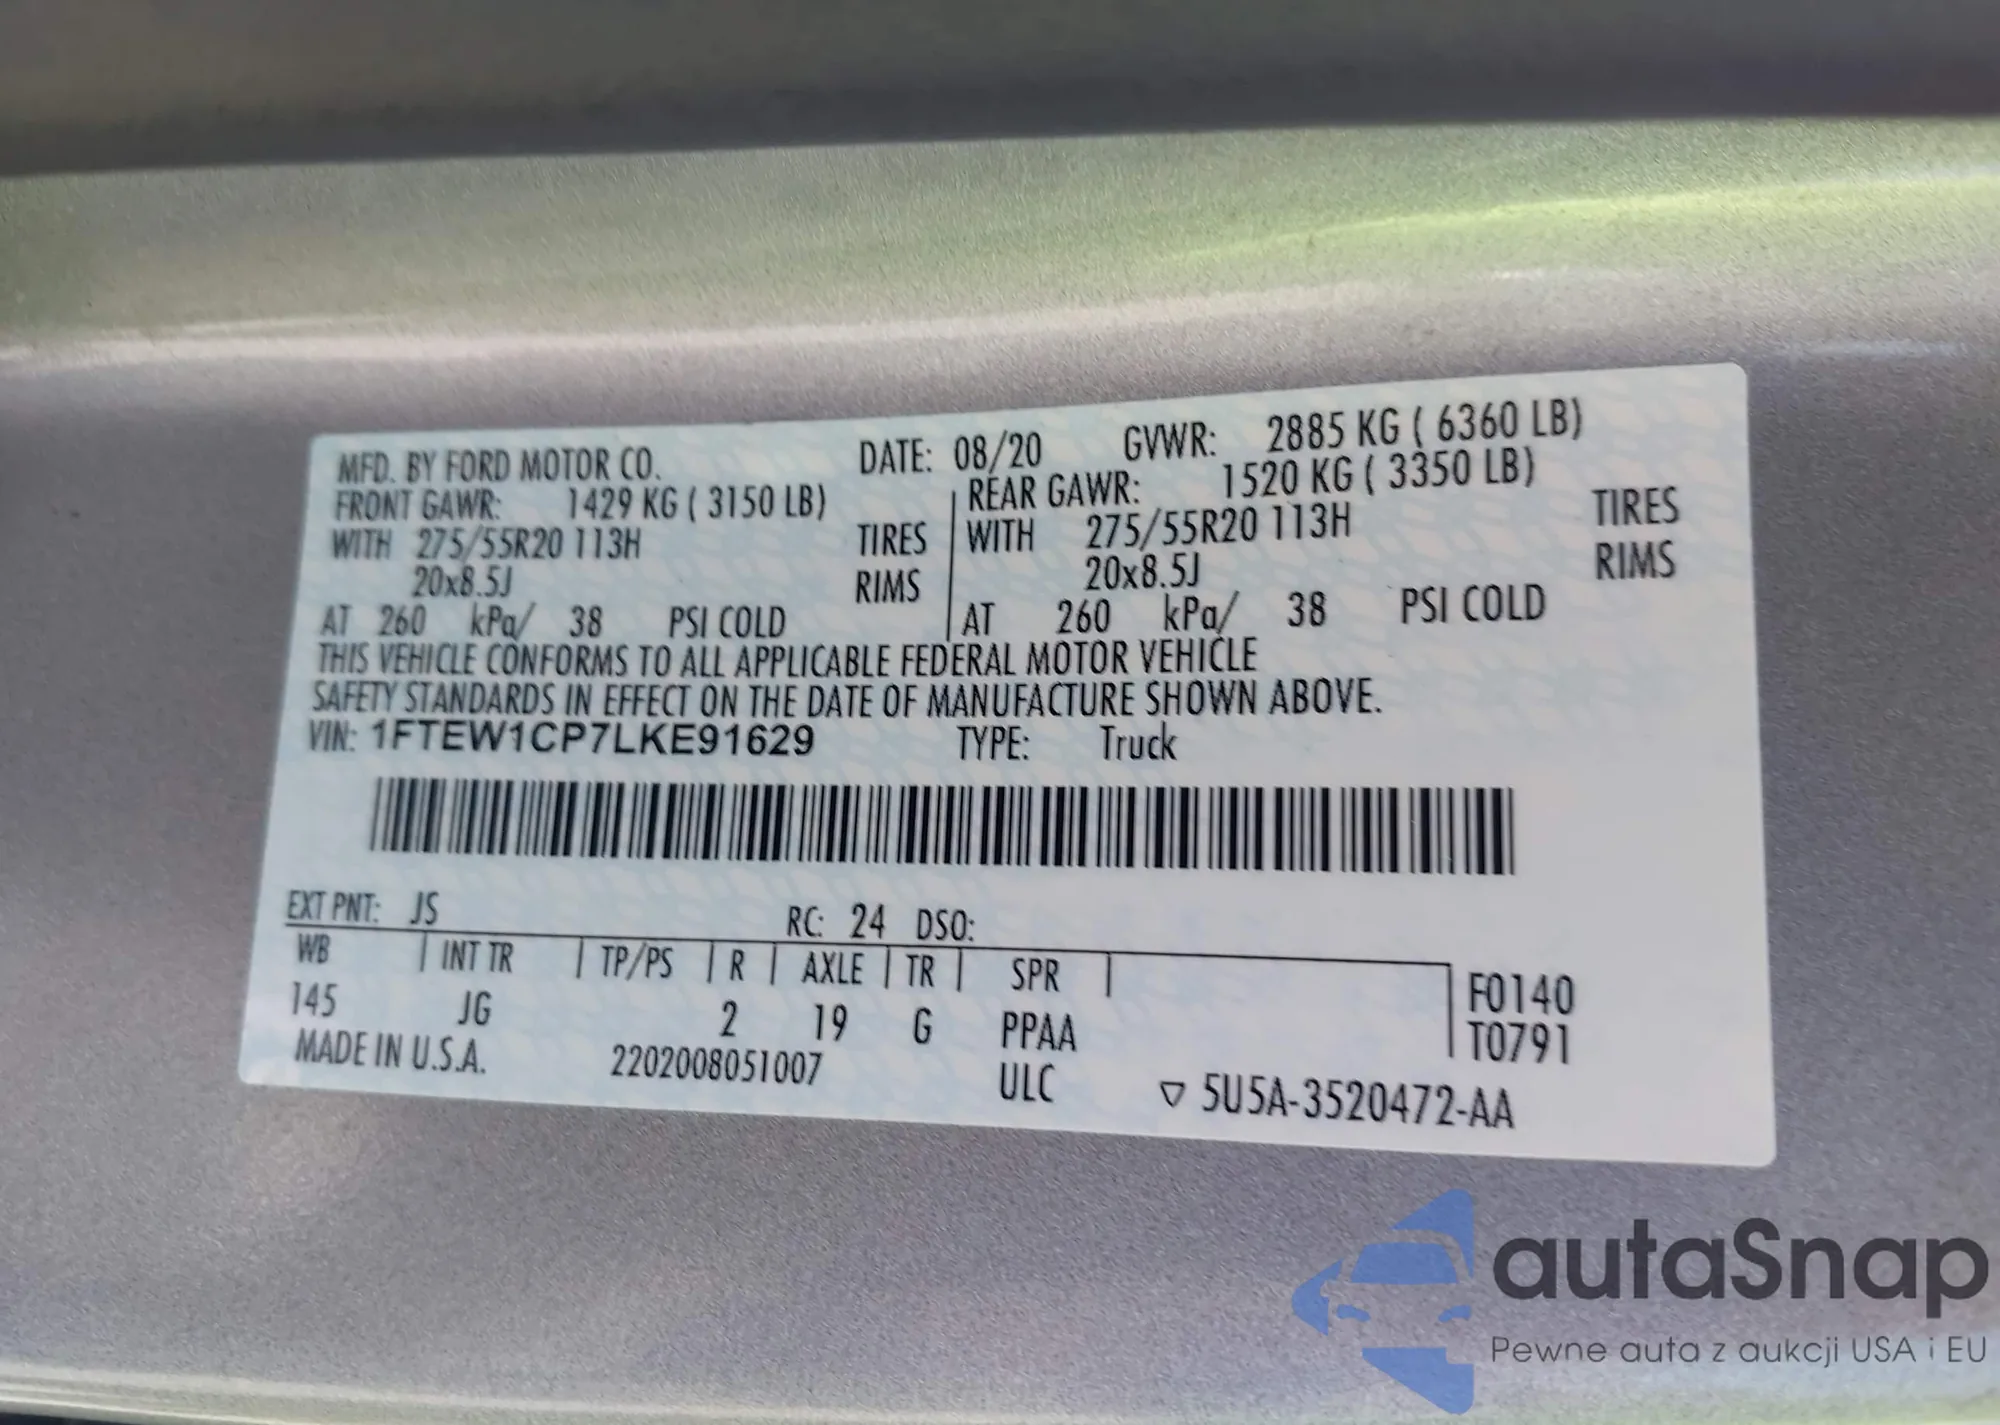 MFD. BY FORD MOTOR CO. DATE: 08/20 GVWR: 2885 KG ( 6360 LB)
FRONT GAWR: 1429 KG ( 3150 LB) REAR GAWR: 1520 KG ( 3350 LB)
WITH 275/55R20 113H TIRES WITH 275/55R20 113H TIRES
20x8.5J RIMS 20x8.5J RIMS
AT 260 kPa/ 38 PSI COLD AT 260 kPa/ 38 PSI COLD
THIS VEHICLE CONFORMS TO ALL APPLICABLE FEDERAL MOTOR VEHICLE
SAFETY STANDARDS IN EFFECT ON THE DATE OF MANUFACTURE SHOWN ABOVE.
VIN: 1FTEW1CP7LKE91629 TYPE: Truck
EXT PNT: JS RC: 24 DSO:
WB INT TR TP/PS R AXLE TR SPR
145 JG 2 19 G PPAA
F0140
T0791
MADE IN U.S.A. 2202008051007 ULC ▽ 5U5A-3520472-AA
autaSnap
Pewne auta z aukcji USA i EU